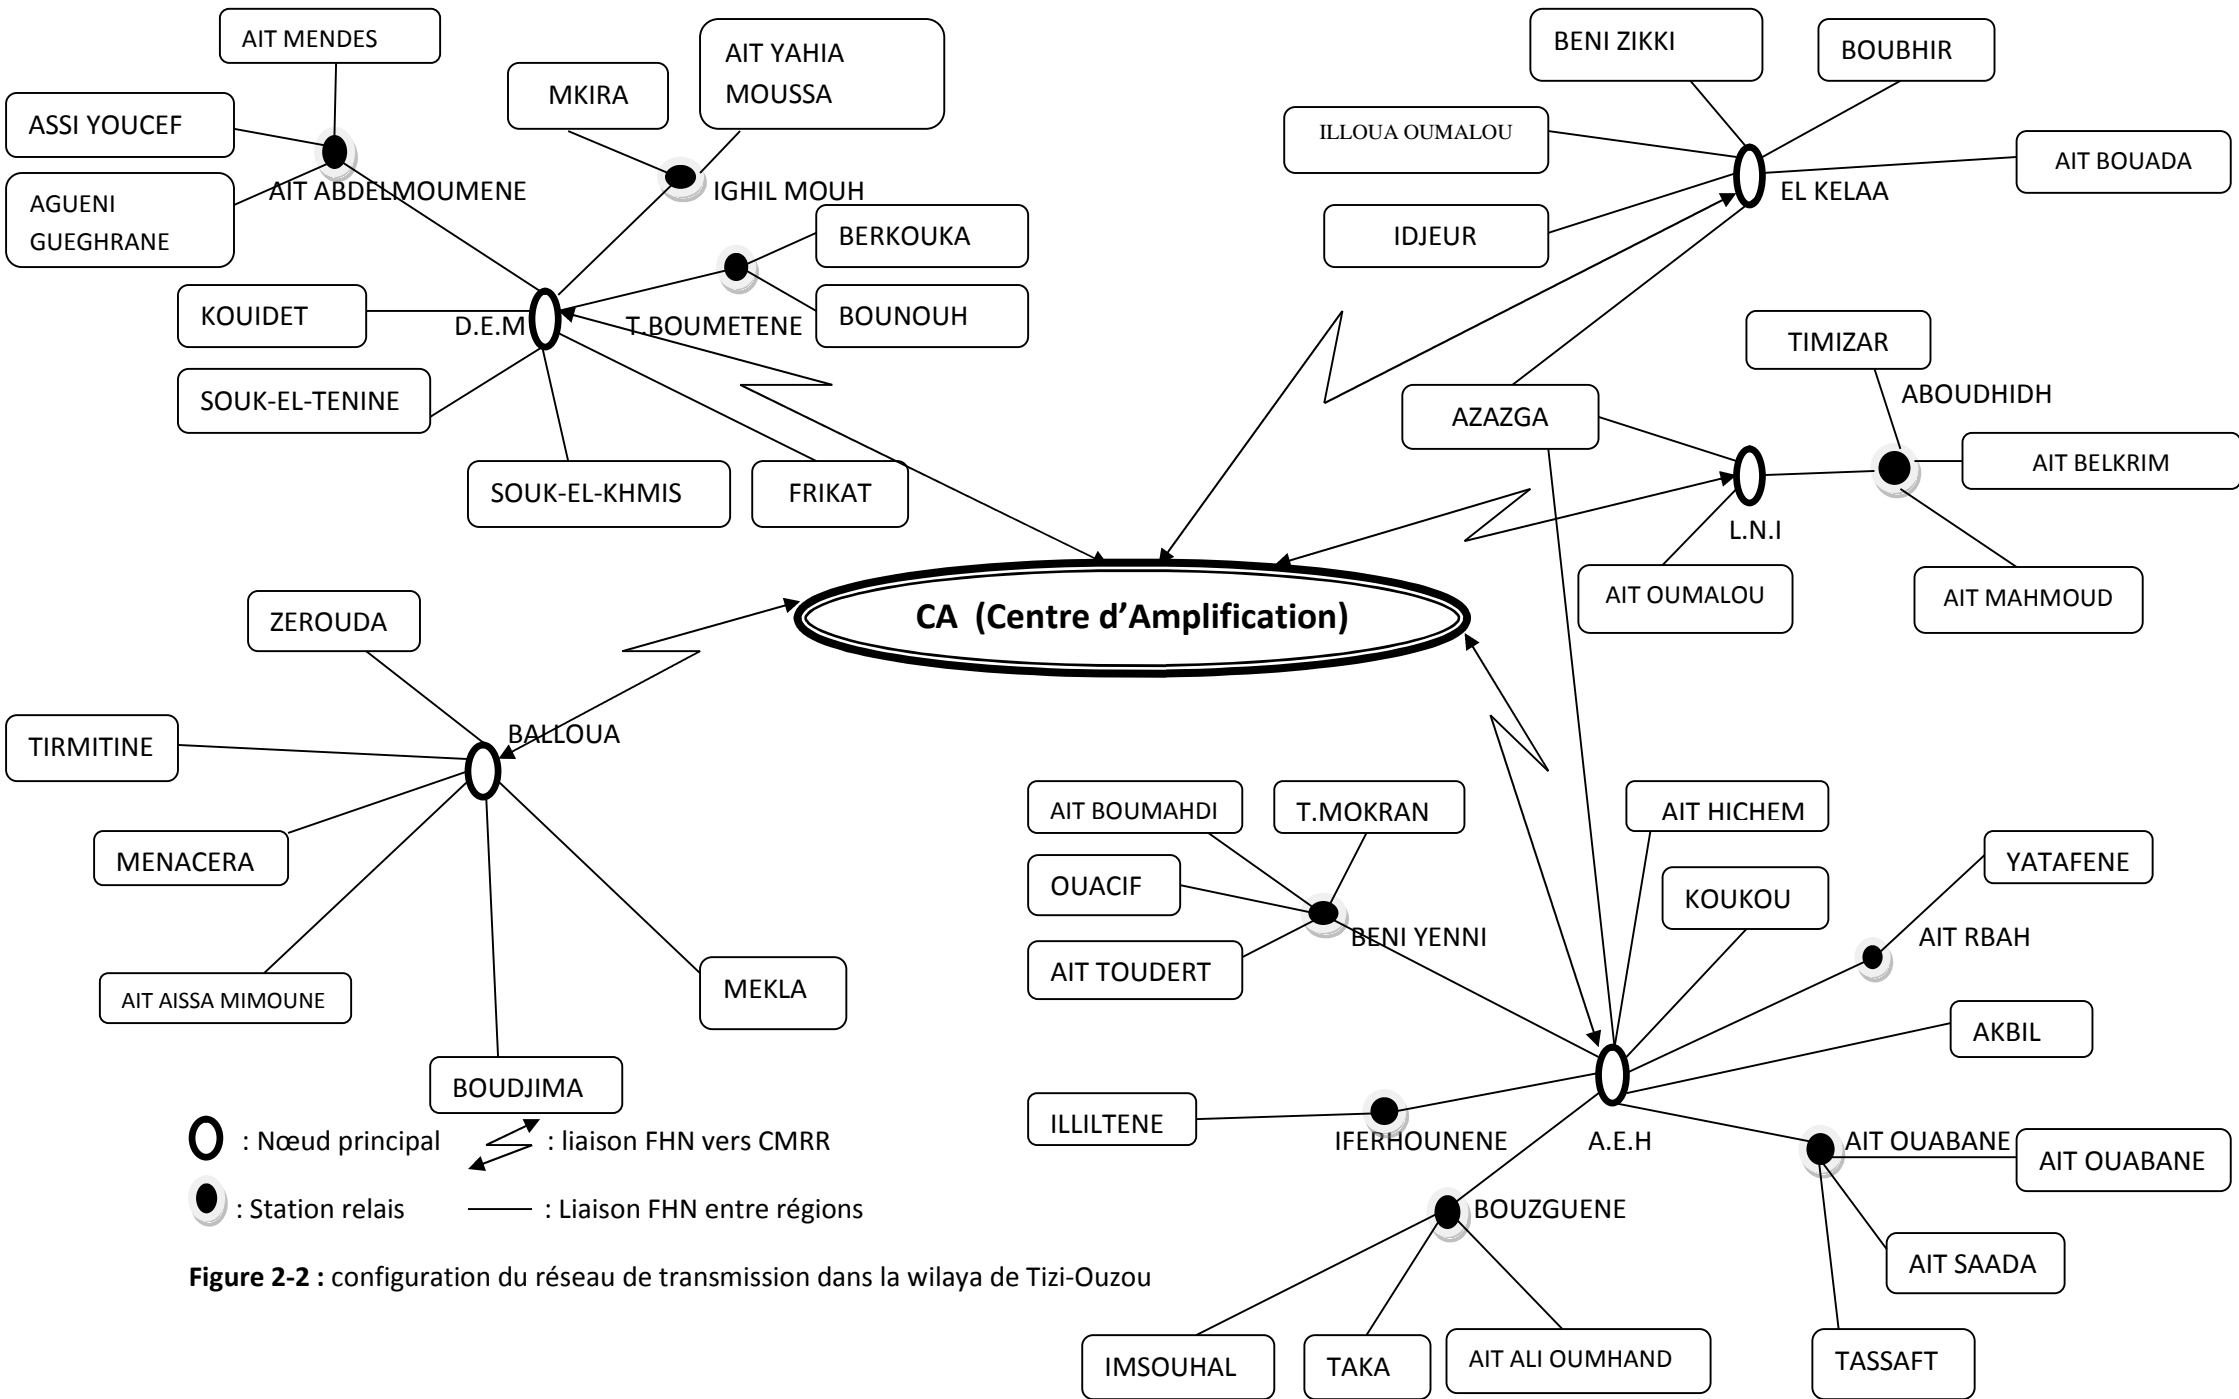 AIT MENDES
ASSI YOUCEF
AGUENI
GUEGHRANE
AIT ABDELMOUMENE
MKIRA
AIT YAHIA
MOUSSA
IGHIL MOUH
BERKOUKA
BOUNOUH
T.BOUMETENE
KOUIDET
D.E.M
SOUK-EL-TENINE
SOUK-EL-KHMIS
FRIKAT
BENI ZIKKI
BOUBHIR
ILLOUA OUMALOU
AIT BOUADA
IDJEUR
EL KELAA
TIMIZAR
ABOUDHIDH
AZAZGA
AIT BELKRIM
L.N.I
AIT OUMALOU
AIT MAHMOUD
CA (Centre d’Amplification)
ZEROUDA
BALLOUA
TIRMITINE
MENACERA
AIT AISSA MIMOUNE
MEKLA
BOUDJIMA
AIT BOUMAHDI
T.MOKRAN
OUACIF
AIT TOUDERT
BENI YENNI
AIT HICHEM
KOUKOU
YATAFENE
AIT RBAH
AKBIL
ILLILTENE
IFERHOUNENE
A.E.H
AIT OUABANE
AIT OUABANE
BOUZGUENE
AIT SAADA
IMSOUHAL
TAKA
AIT ALI OUMHAND
TASSAFT
: Nœud principal
: liaison FHN vers CMRR
: Station relais
: Liaison FHN entre régions
Figure 2-2 : configuration du réseau de transmission dans la wilaya de Tizi-Ouzou